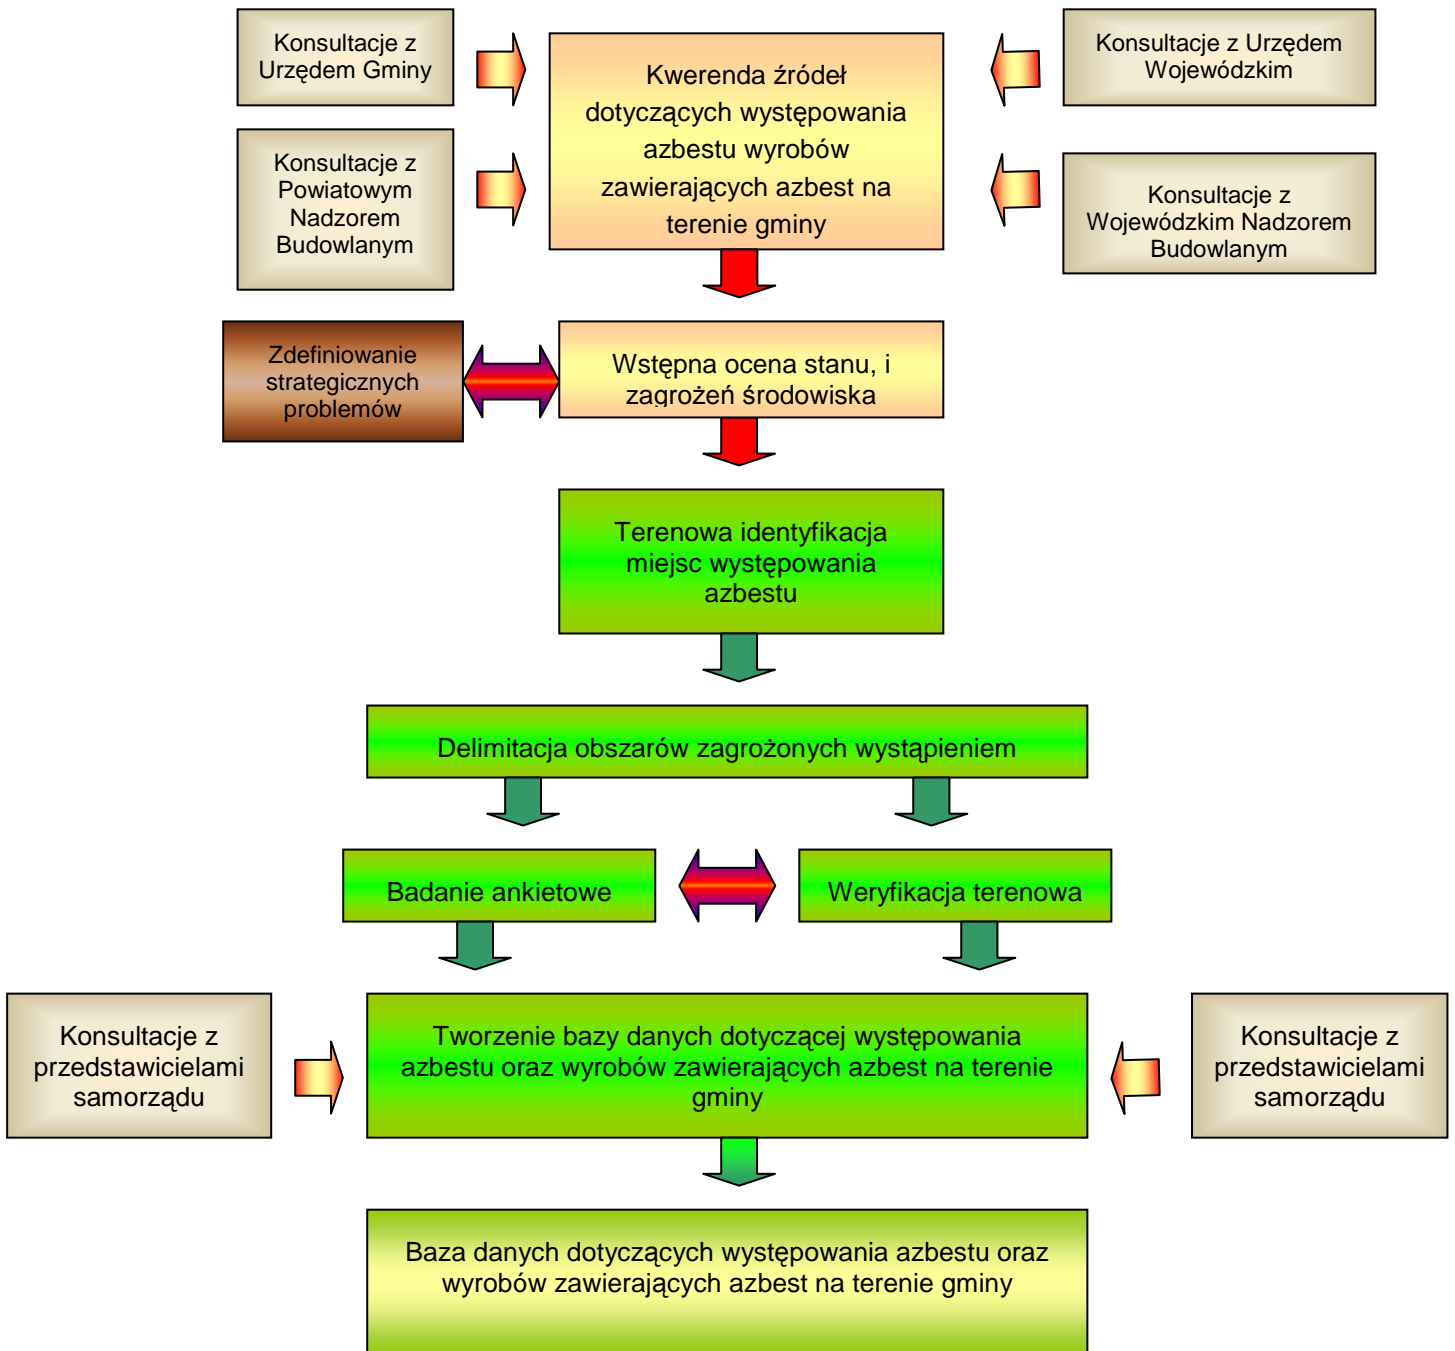 Konsultacje z
Urzędem Gminy
Kwerenda źródeł
dotyczących występowania
azbestu wyrobów
zawierających azbest na
terenie gminy
Konsultacje z Urzędem
Wojewódzkim
Konsultacje z
Powiatowym
Nadzorem
Budowlanym
Konsultacje z
Wojewódzkim Nadzorem
Budowlanym
Zdefiniowanie
strategicznych
problemów
Wstępna ocena stanu, i
zagrożeń środowiska
Terenowa identyfikacja
miejsc występowania
azbestu
Delimitacja obszarów zagrożonych wystąpieniem
Badanie ankietowe
Weryfikacja terenowa
Konsultacje z
przedstawicielami
samorządu
Tworzenie bazy danych dotyczącej występowania
azbestu oraz wyrobów zawierających azbest na terenie
gminy
Konsultacje z
przedstawicielami
samorządu
Baza danych dotyczących występowania azbestu oraz
wyrobów zawierających azbest na terenie gminy